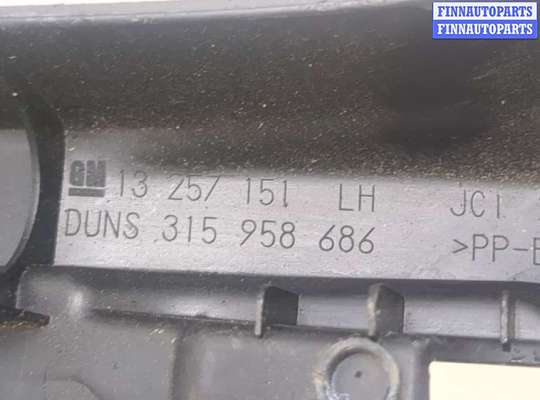 FINNAUTOPARTS
FINNAUTOPARTS
GM 13 257 151 LH JCI
DUNS 315 958 686 >PP-E